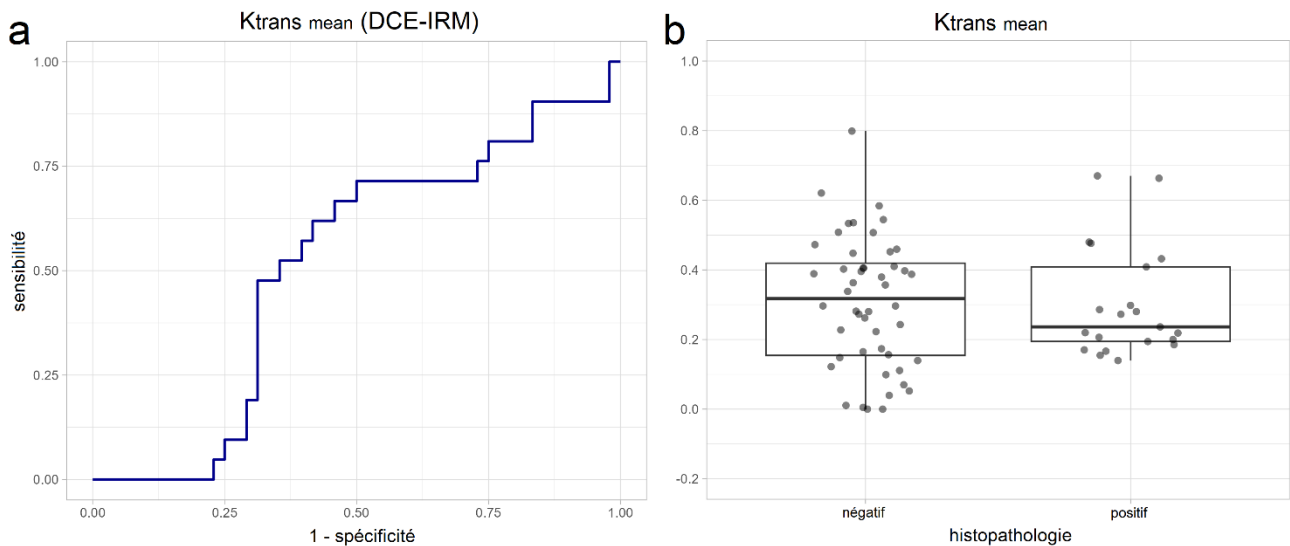 a
Ktrans mean (DCE-IRM)
1.00
0.75
0.50
0.25
0.00
sensibilité
0.00 0.25 0.50 0.75 1.00
1 - spécificité
b
Ktrans mean
1.0
0.8
0.6
0.4
0.2
0.0
-0.2
négatif positif
histopathologie